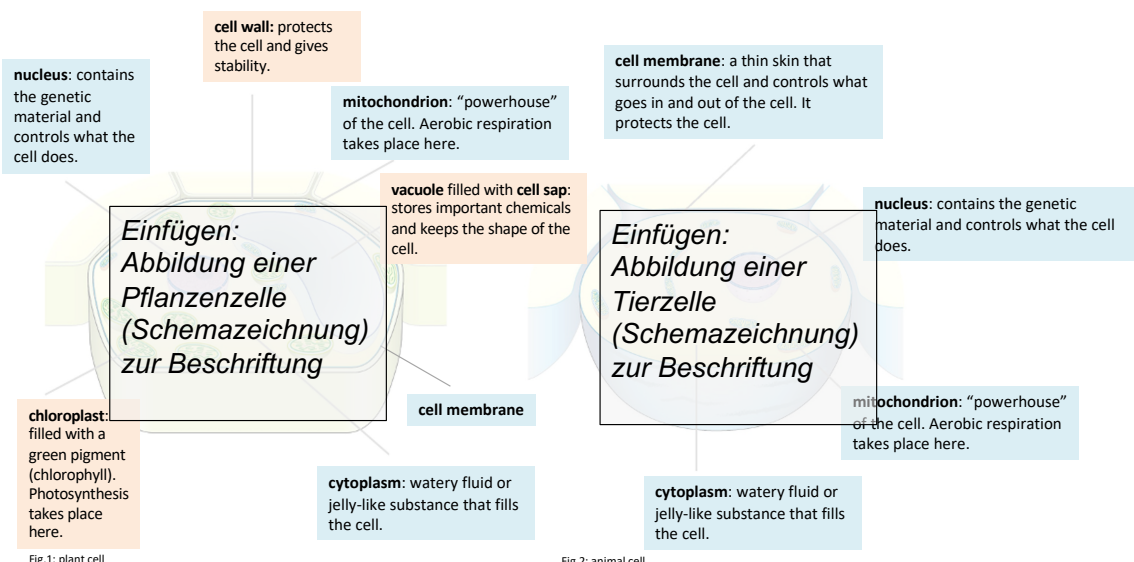 cell wall: protects
the cell and gives
stability.
nucleus: contains
the genetic
material and
controls what the
cell does.
mitochondrion: “powerhouse”
of the cell. Aerobic respiration
takes place here.
vacuole filled with cell sap:
stores important chemicals
and keeps the shape of the
cell.
Einfügen:
Abbildung einer
Pflanzenzelle
(Schemazeichnung)
zur Beschriftung
chloroplast:
filled with a
green pigment
(chlorophyll).
Photosynthesis
takes place
here.
cell membrane
cytoplasm: watery fluid or
jelly-like substance that fills
the cell.
Fig.1: plant cell
cell membrane: a thin skin that
surrounds the cell and controls what
goes in and out of the cell. It
protects the cell.
nucleus: contains the genetic
material and controls what the cell
does.
Einfügen:
Abbildung einer
Tierzelle
(Schemazeichnung)
zur Beschriftung
mitochondrion: “powerhouse”
of the cell. Aerobic respiration
takes place here.
cytoplasm: watery fluid or
jelly-like substance that fills
the cell.
Fig.2: animal cell